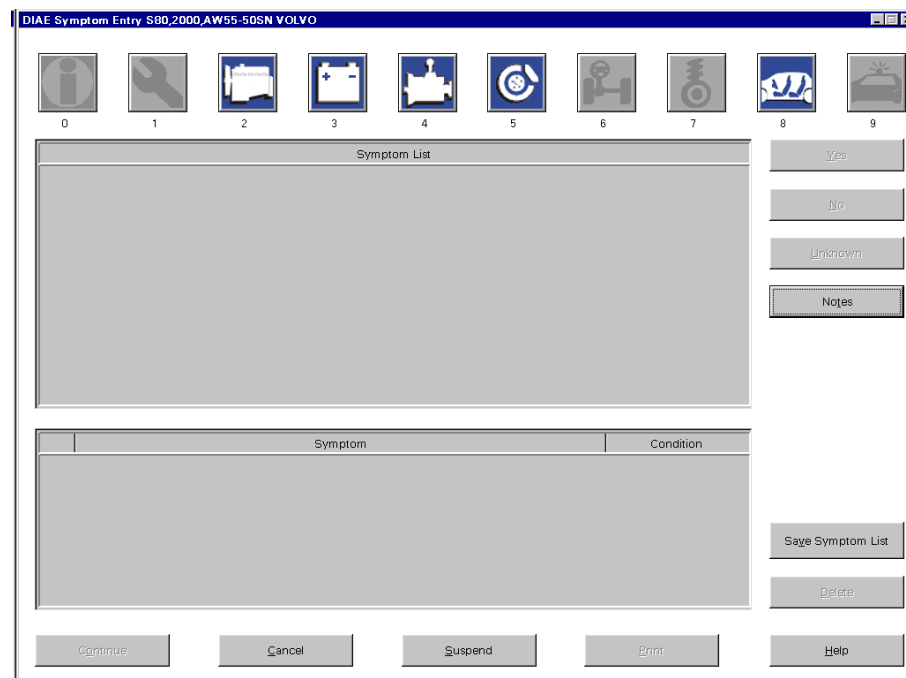 DIAE Symptom Entry S80,2000,AW55-50SN VOLVO
0 1 2 3 4 5 6 7 8 9
Symptom List
Yes
No
Unknown
Notes
Symptom Condition
Save Symptom List
Delete
Continue Cancel Suspend Print Help